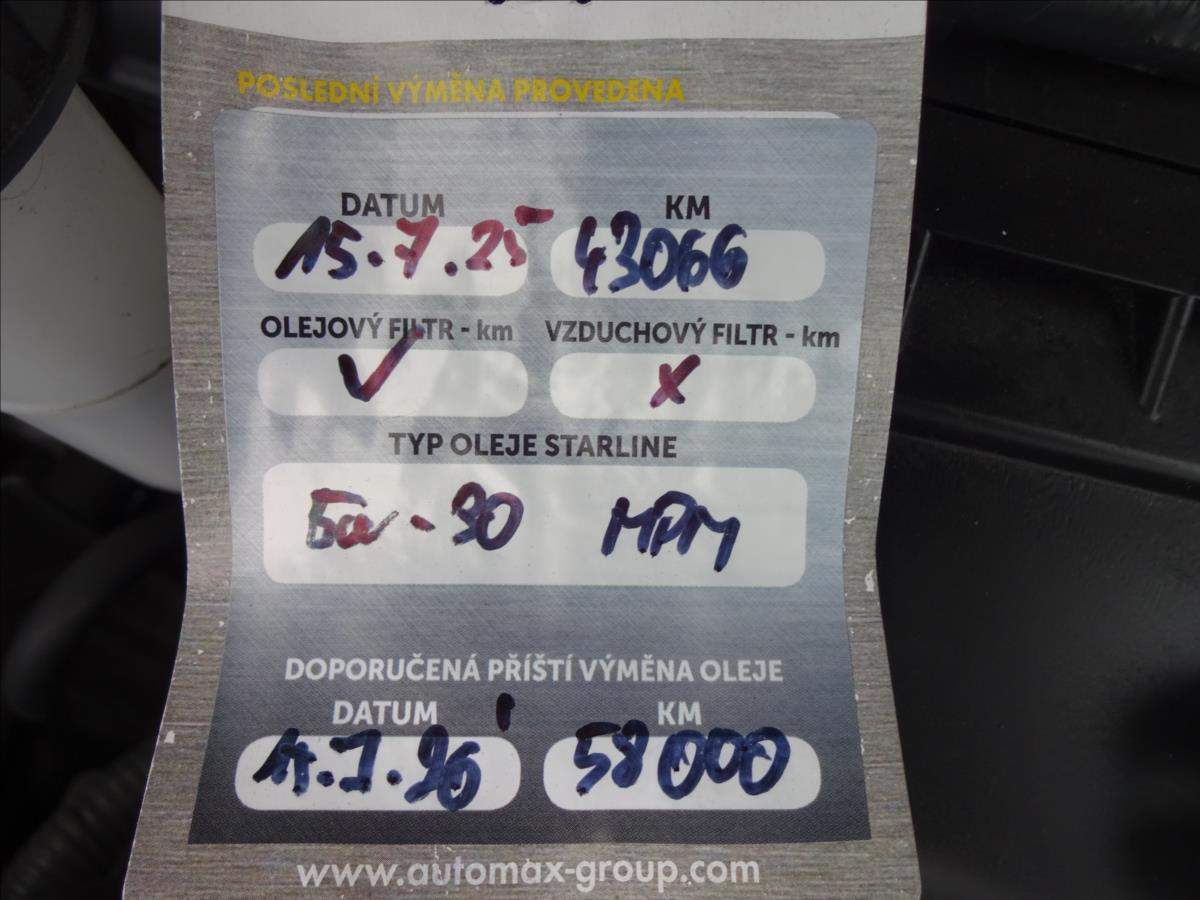 POSLEDNÍ VÝMĚNA PROVEDENA
DATUM KM
15.7.25 43066
OLEJOVÝ FILTR - km VZDUCHOVÝ FILTR - km
✓ x
TYP OLEJE STARLINE
5w-30 MPM
DOPORUČENÁ PŘÍŠTÍ VÝMĚNA OLEJE
DATUM KM
58000
www.automax-group.com